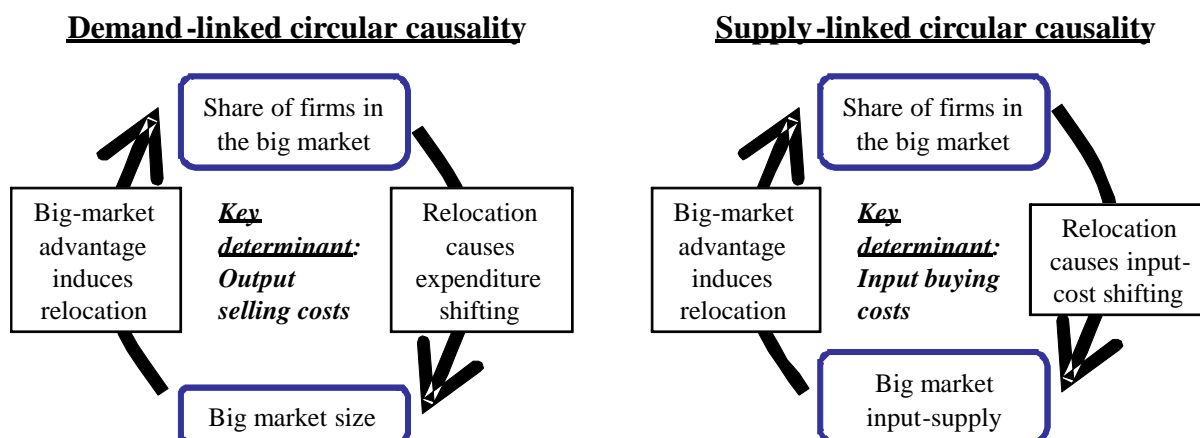 Demand-linked circular causality
Share of firms in
the big market
Big-market
advantage
induces
relocation
Key
determinant:
Output
selling costs
Relocation
causes
expenditure
shifting
Big market size
Supply-linked circular causality
Share of firms in
the big market
Big-market
advantage
induces
relocation
Key
determinant:
Input buying
costs
Relocation
causes input-
cost shifting
Big market
input-supply